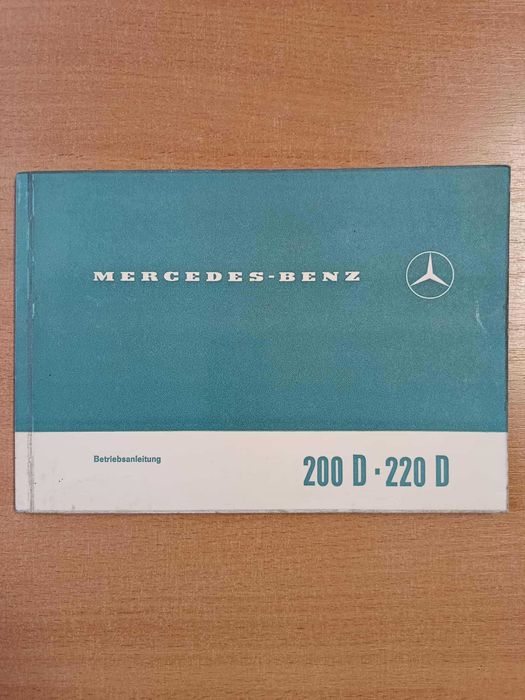 MERCEDES-BENZ
Betriebsanleitung
200 D · 220 D